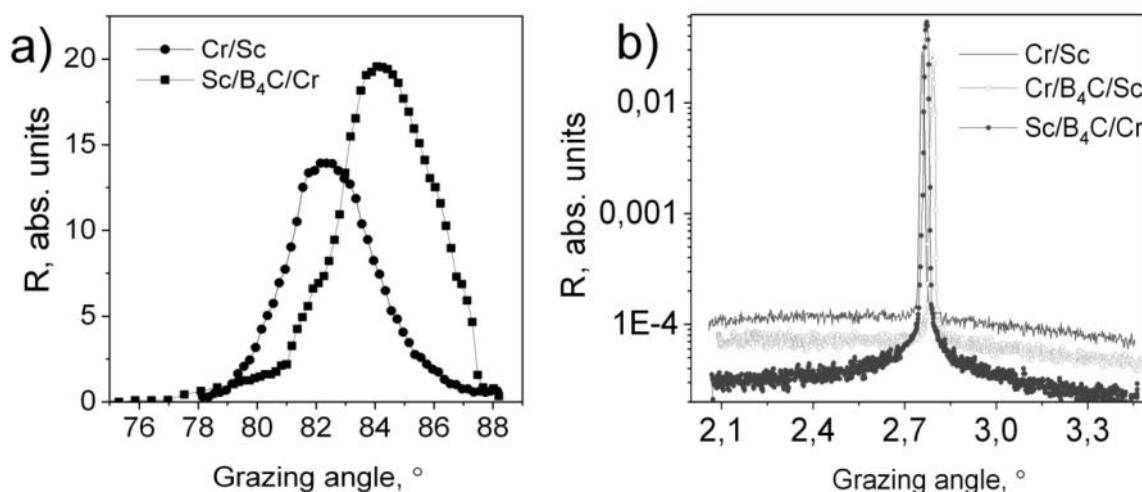 a)
Cr/Sc
Sc/B₄C/Cr
R, abs. units
20
15
10
5
0
76 78 80 82 84 86 88
Grazing angle, °
b)
Cr/Sc
Cr/B₄C/Sc
Sc/B₄C/Cr
R, abs. units
0,01
0,001
1E-4
2,1 2,4 2,7 3,0 3,3
Grazing angle, °